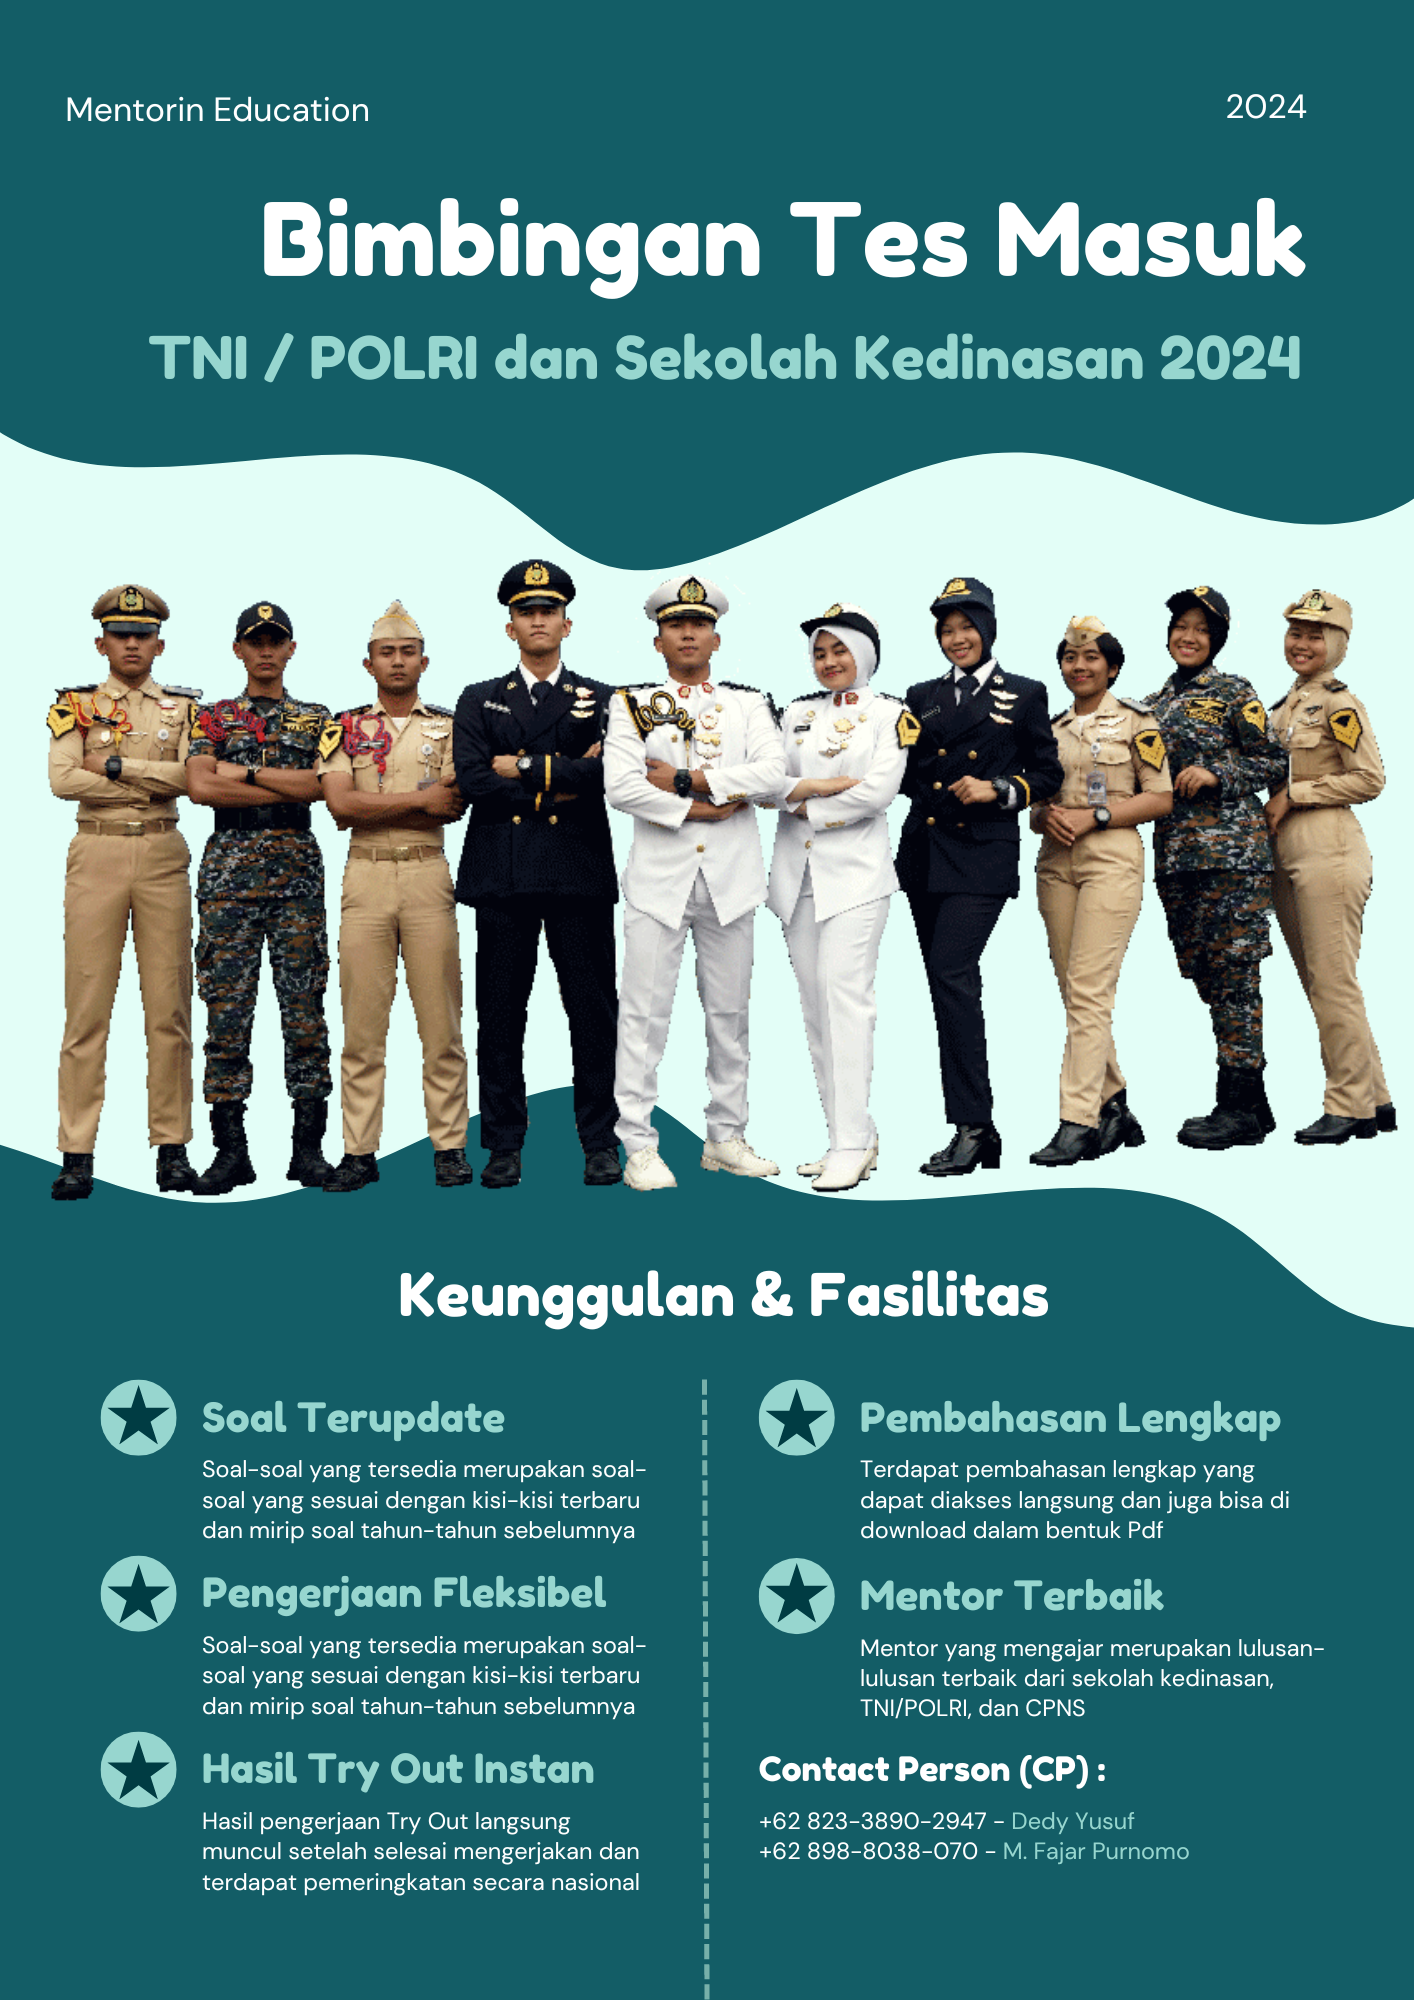 Mentorin Education
2024
Bimbingan Tes Masuk
TNI / POLRI dan Sekolah Kedinasan 2024
Keunggulan & Fasilitas
Soal Terupdate
Soal-soal yang tersedia merupakan soal-
soal yang sesuai dengan kisi-kisi terbaru
dan mirip soal tahun-tahun sebelumnya
Pengerjaan Fleksibel
Soal-soal yang tersedia merupakan soal-
soal yang sesuai dengan kisi-kisi terbaru
dan mirip soal tahun-tahun sebelumnya
Hasil Try Out Instan
Hasil pengerjaan Try Out langsung
muncul setelah selesai mengerjakan dan
terdapat pemeringkatan secara nasional
Pembahasan Lengkap
Terdapat pembahasan lengkap yang
dapat diakses langsung dan juga bisa di
download dalam bentuk Pdf
Mentor Terbaik
Mentor yang mengajar merupakan lulusan-
lulusan terbaik dari sekolah kedinasan,
TNI/POLRI, dan CPNS
Contact Person (CP) :
+62 823-3890-2947 - Dedy Yusuf
+62 898-8038-070 - M. Fajar Purnomo